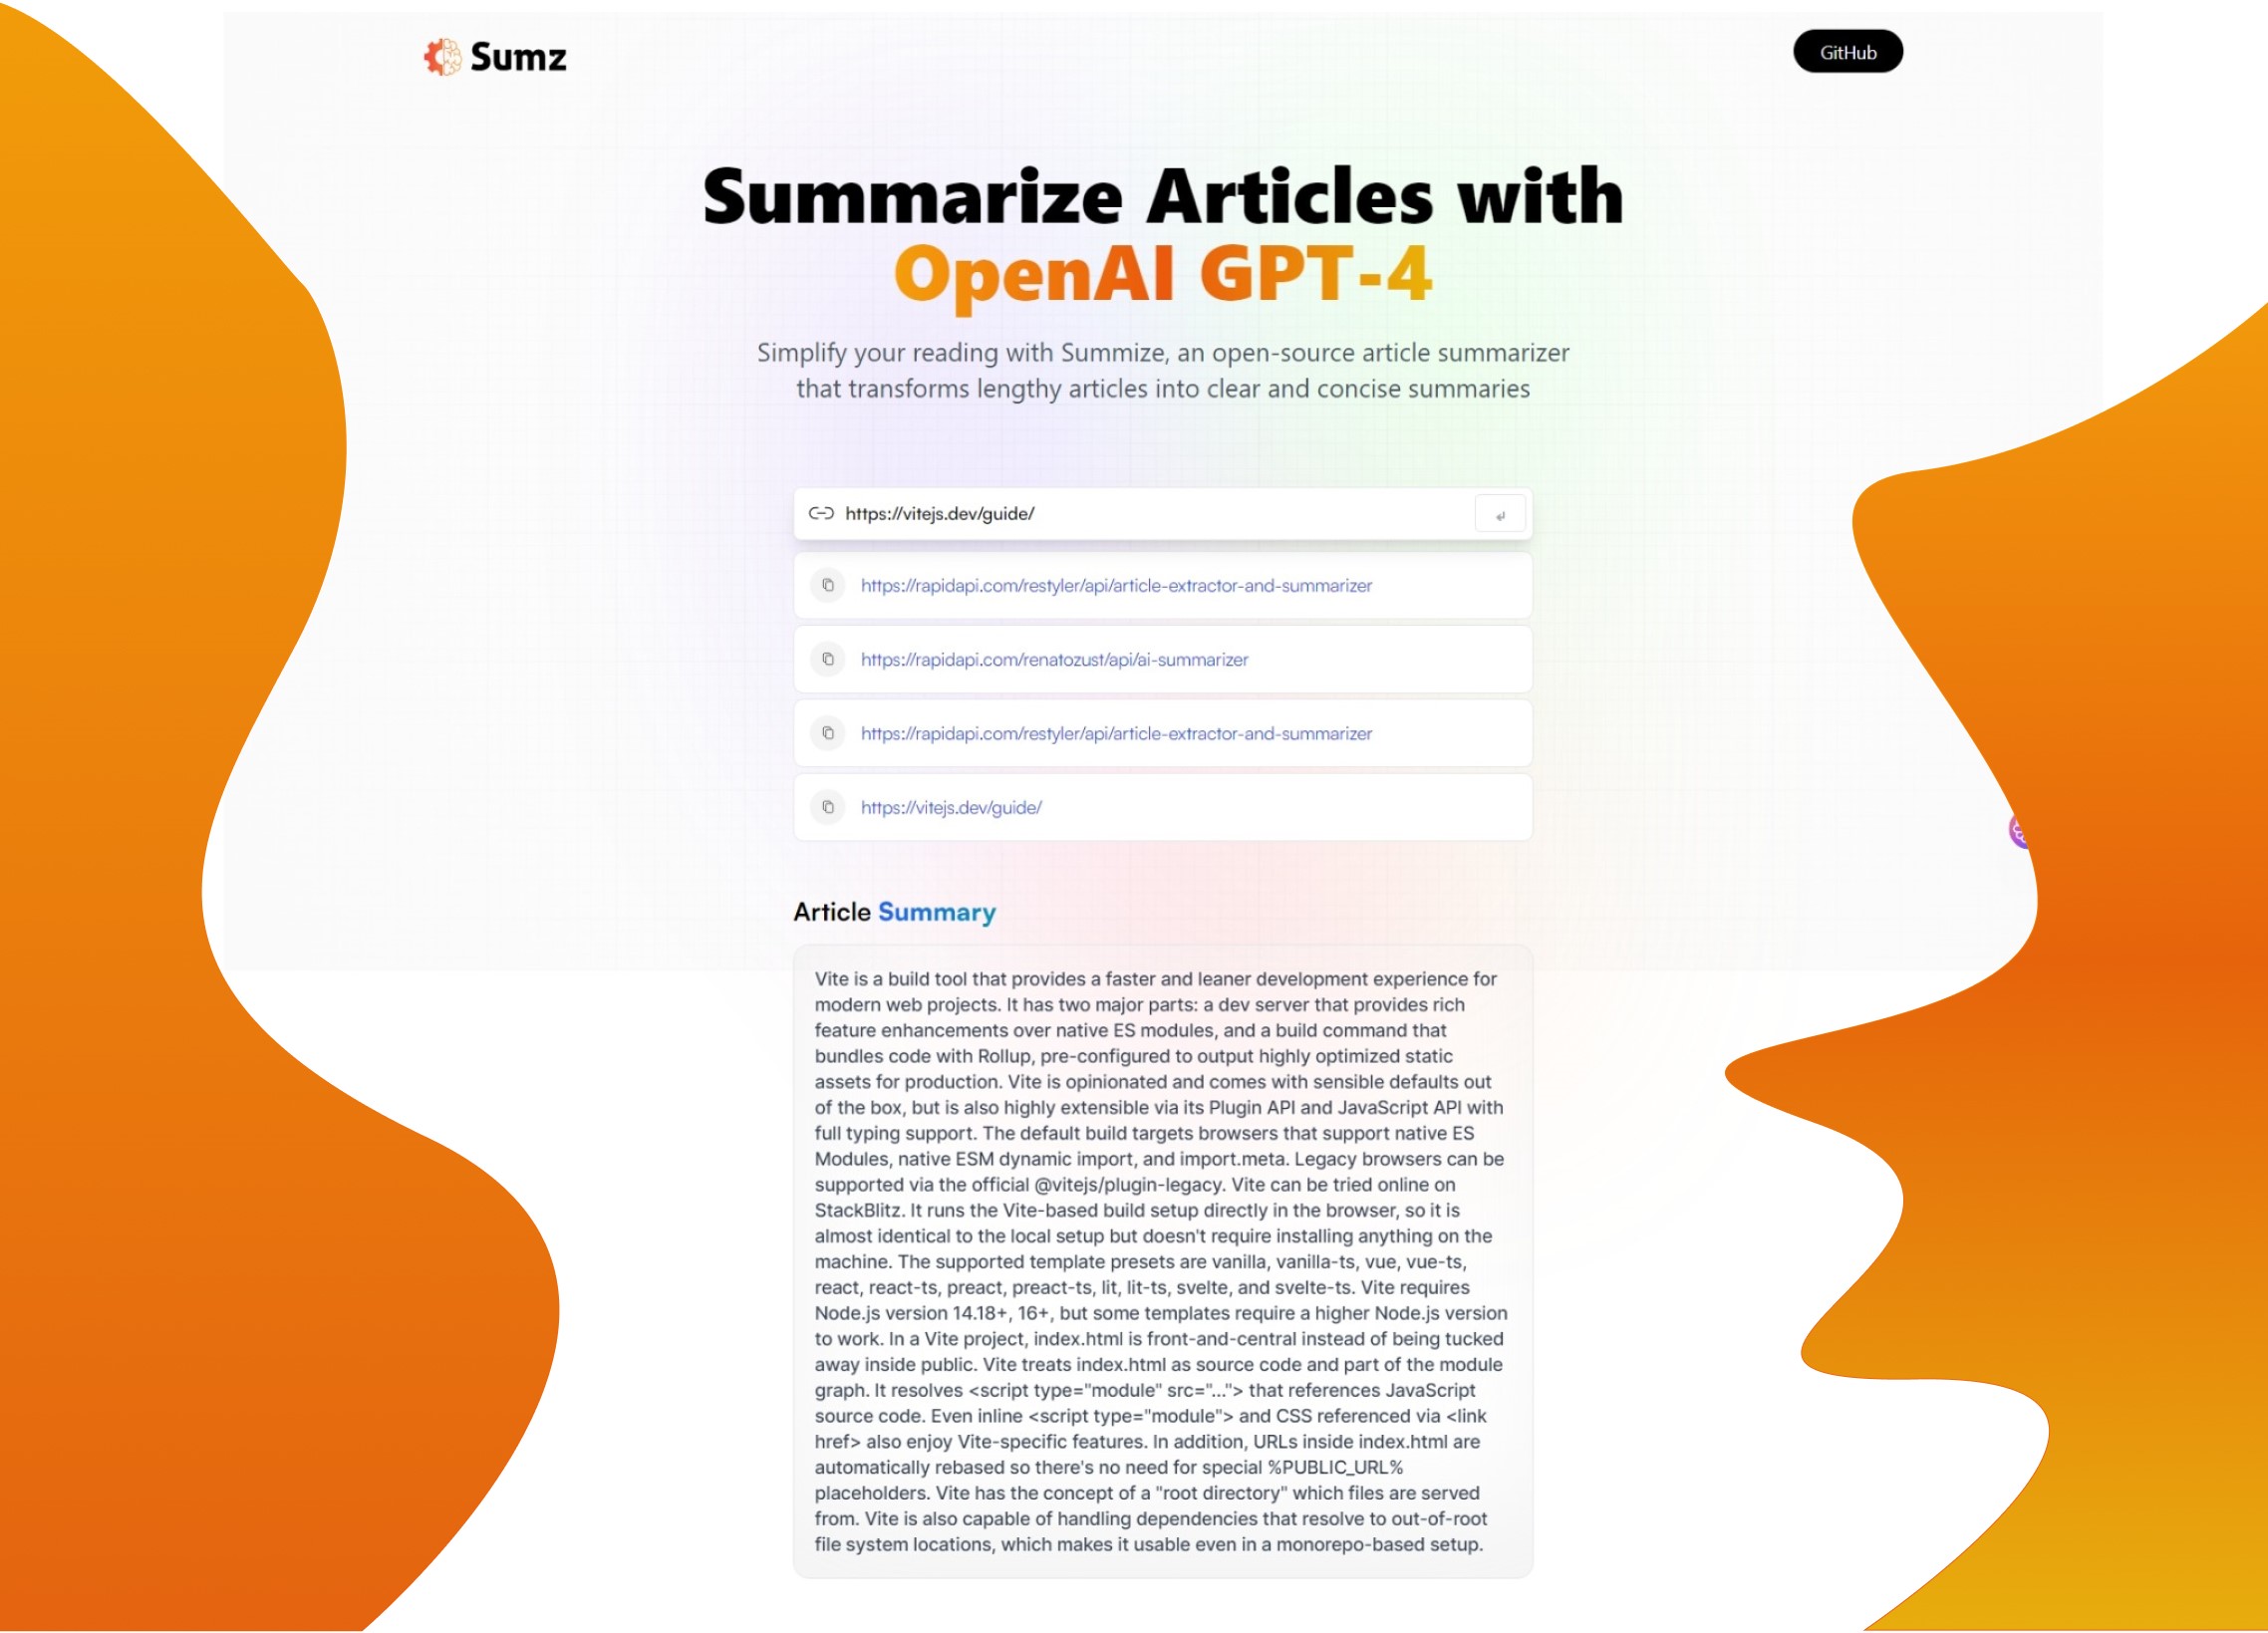 Sumz
GitHub
Summarize Articles with
OpenAI GPT-4
Simplify your reading with Summize, an open-source article summarizer
that transforms lengthy articles into clear and concise summaries
https://vitejs.dev/guide/
https://rapidapi.com/restyler/api/article-extractor-and-summarizer
https://rapidapi.com/renatozust/api/ai-summarizer
https://rapidapi.com/restyler/api/article-extractor-and-summarizer
https://vitejs.dev/guide/
Article Summary
Vite is a build tool that provides a faster and leaner development experience for
modern web projects. It has two major parts: a dev server that provides rich
feature enhancements over native ES modules, and a build command that
bundles code with Rollup, pre-configured to output highly optimized static
assets for production. Vite is opinionated and comes with sensible defaults out
of the box, but is also highly extensible via its Plugin API and JavaScript API with
full typing support. The default build targets browsers that support native ES
Modules, native ESM dynamic import, and import.meta. Legacy browsers can be
supported via the official @vitejs/plugin-legacy. Vite can be tried online on
StackBlitz. It runs the Vite-based build setup directly in the browser, so it is
almost identical to the local setup but doesn't require installing anything on the
machine. The supported template presets are vanilla, vanilla-ts, vue, vue-ts,
react, react-ts, preact, preact-ts, lit, lit-ts, svelte, and svelte-ts. Vite requires
Node.js version 14.18+, 16+, but some templates require a higher Node.js version
to work. In a Vite project, index.html is front-and-central instead of being tucked
away inside public. Vite treats index.html as source code and part of the module
graph. It resolves <script type="module" src="..."> that references JavaScript
source code. Even inline <script type="module"> and CSS referenced via <link
href> also enjoy Vite-specific features. In addition, URLs inside index.html are
automatically rebased so there's no need for special %PUBLIC_URL%
placeholders. Vite has the concept of a "root directory" which files are served
from. Vite is also capable of handling dependencies that resolve to out-of-root
file system locations, which makes it usable even in a monorepo-based setup.